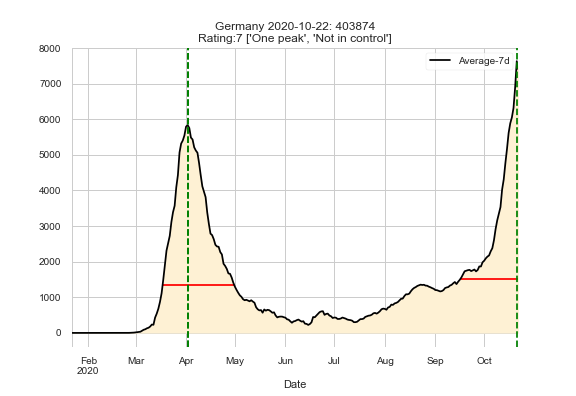 Germany 2020-10-22: 403874
Rating:7 ['One peak', 'Not in control']
Average-7d
8000
7000
6000
5000
4000
3000
2000
1000
0
Feb Mar Apr May Jun Jul Aug Sep Oct
2020
Date